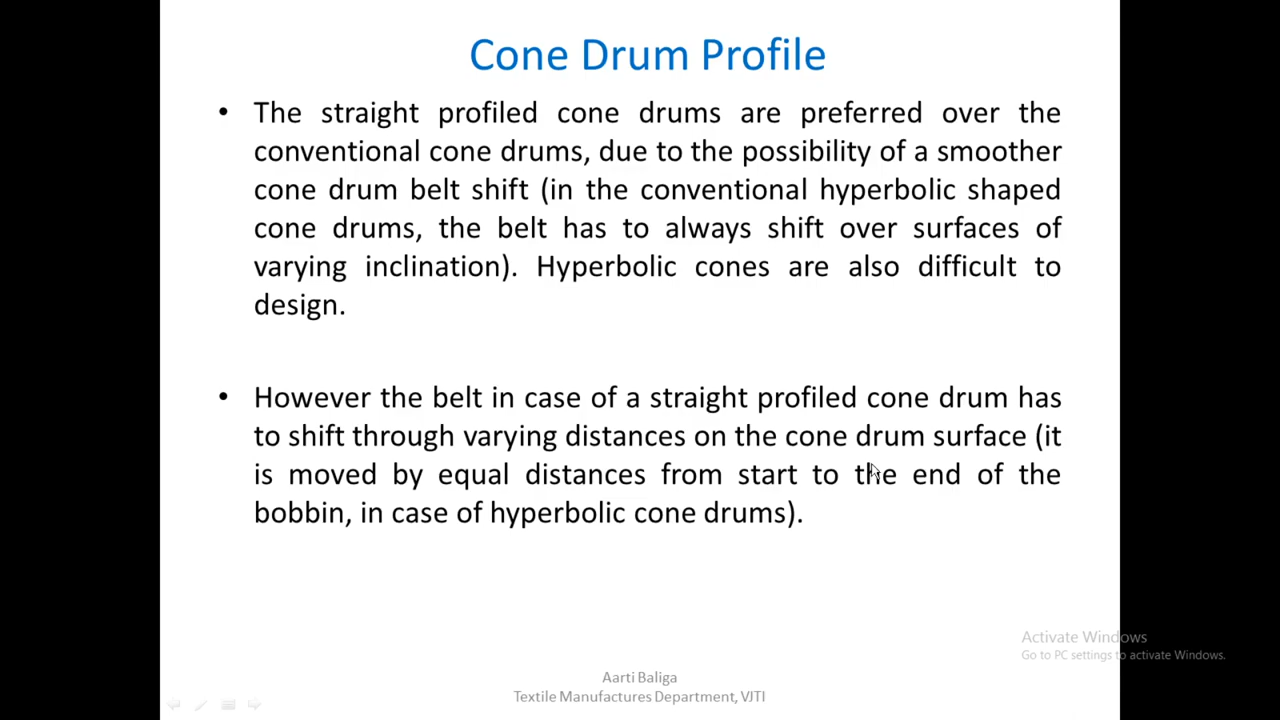 Cone Drum Profile
• The straight profiled cone drums are preferred over the
conventional cone drums, due to the possibility of a smoother
cone drum belt shift (in the conventional hyperbolic shaped
cone drums, the belt has to always shift over surfaces of
varying inclination). Hyperbolic cones are also difficult to
design.
• However the belt in case of a straight profiled cone drum has
to shift through varying distances on the cone drum surface (it
is moved by equal distances from start to the end of the
bobbin, in case of hyperbolic cone drums).
Activate Windows
Go to PC settings to activate Windows.
Aarti Baliga
Textile Manufactures Department, VJTI